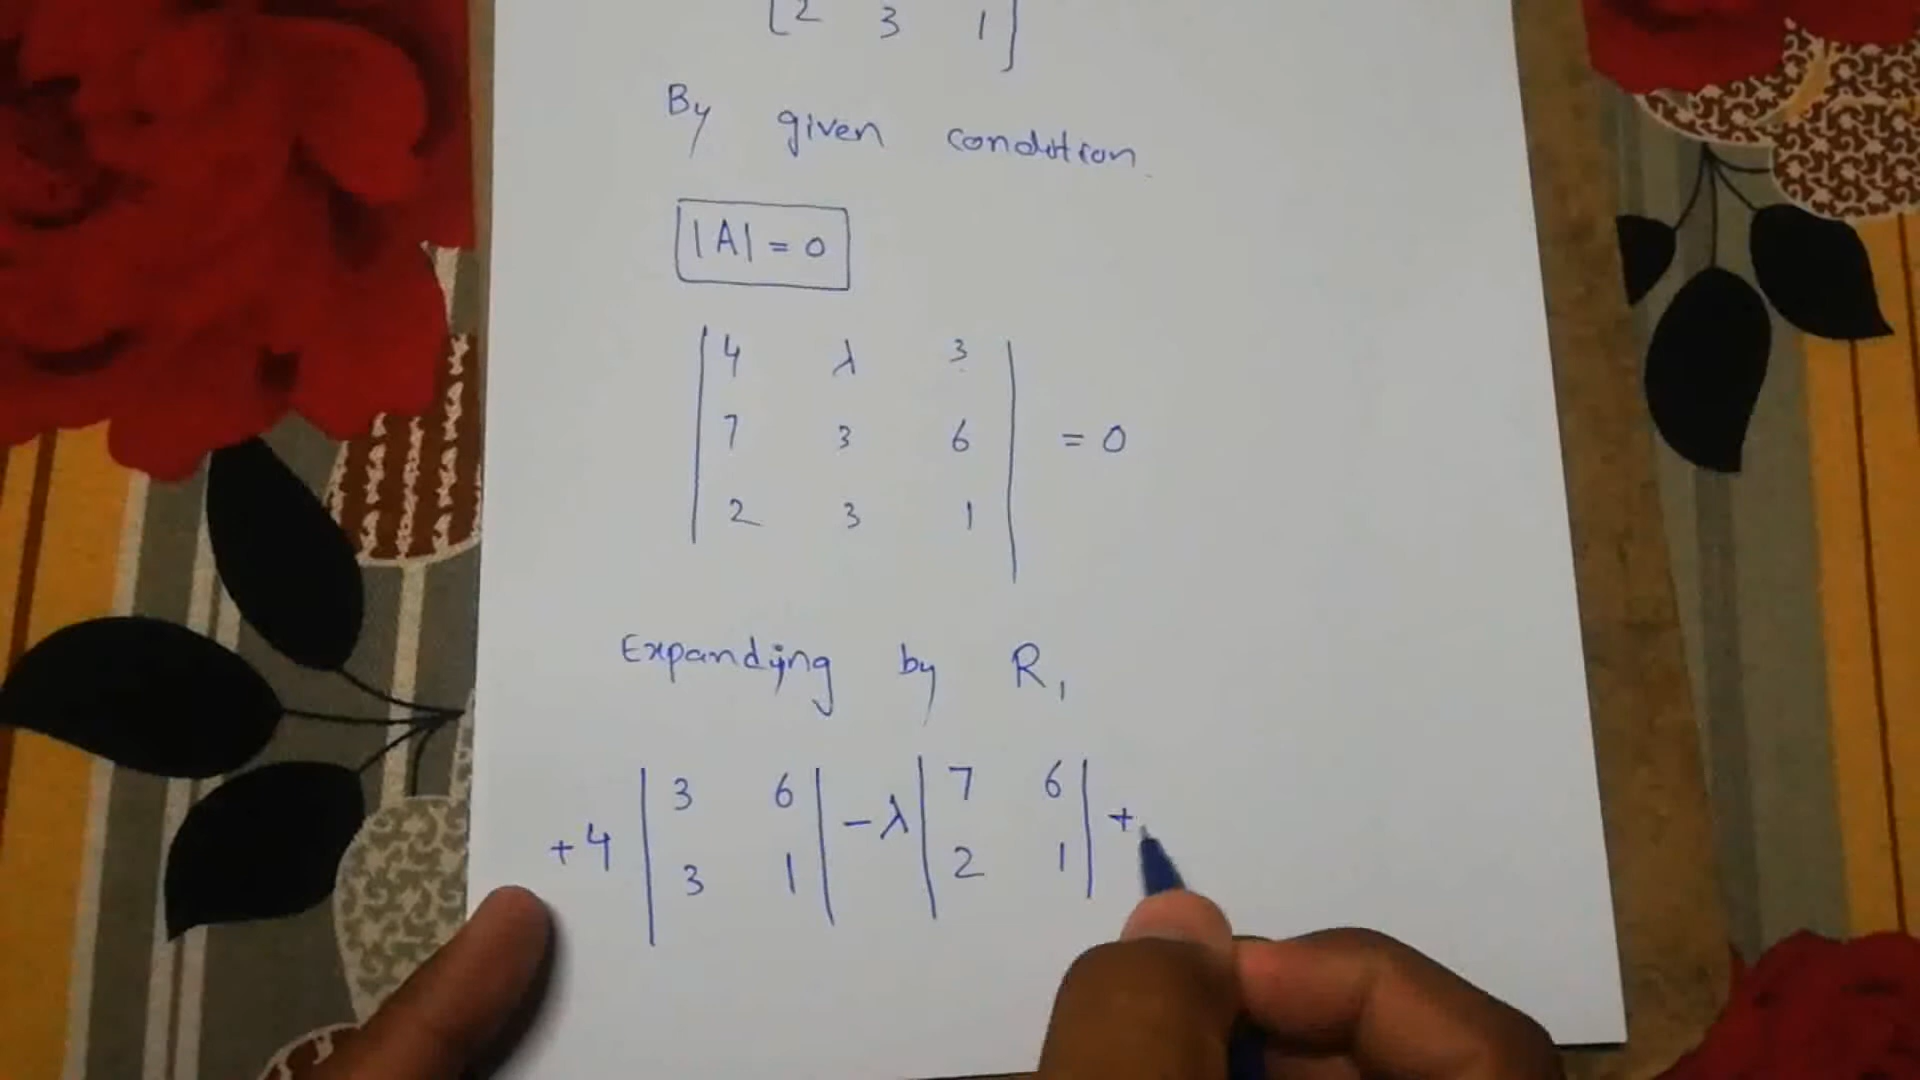 [2 3 1]
By given condition
|A| = 0
| 4 λ 3 |
| 7 3 6 | = 0
| 2 3 1 |
Expanding by R₁
+4 | 3 6 | -λ | 7 6 | +
| 3 1 | | 2 1 |